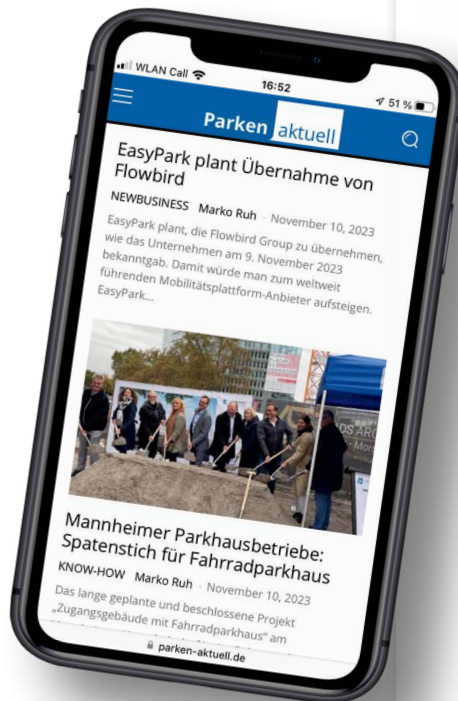 WLAN Call
16:52
51 %
Parken aktuell
EasyPark plant Übernahme von
Flowbird
NEWBUSINESS Marko Ruh - November 10, 2023
EasyPark plant, die Flowbird Group zu übernehmen,
wie das Unternehmen am 9. November 2023
bekanntgab. Damit würde man zum weltweit
führenden Mobilitätsplattform-Anbieter aufsteigen.
EasyPark...
DS ARC
Mannheimer Parkhausbetriebe:
Spatenstich für Fahrradparkhaus
KNOW-HOW Marko Ruh - November 10, 2023
Das lange geplante und beschlossene Projekt
„Zugangsgebäude mit Fahrradparkhaus“ am
parken-aktuell.de